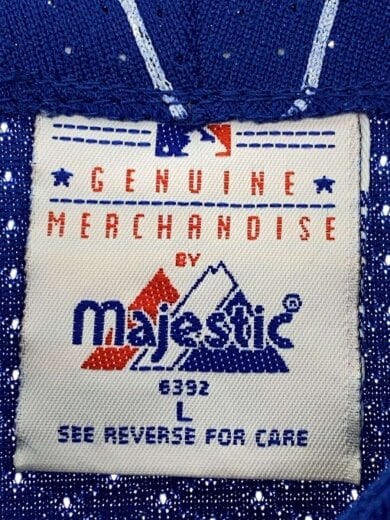 ★ GENUINE ★
MERCHANDISE
BY
Majestic®
6392
L
SEE REVERSE FOR CARE